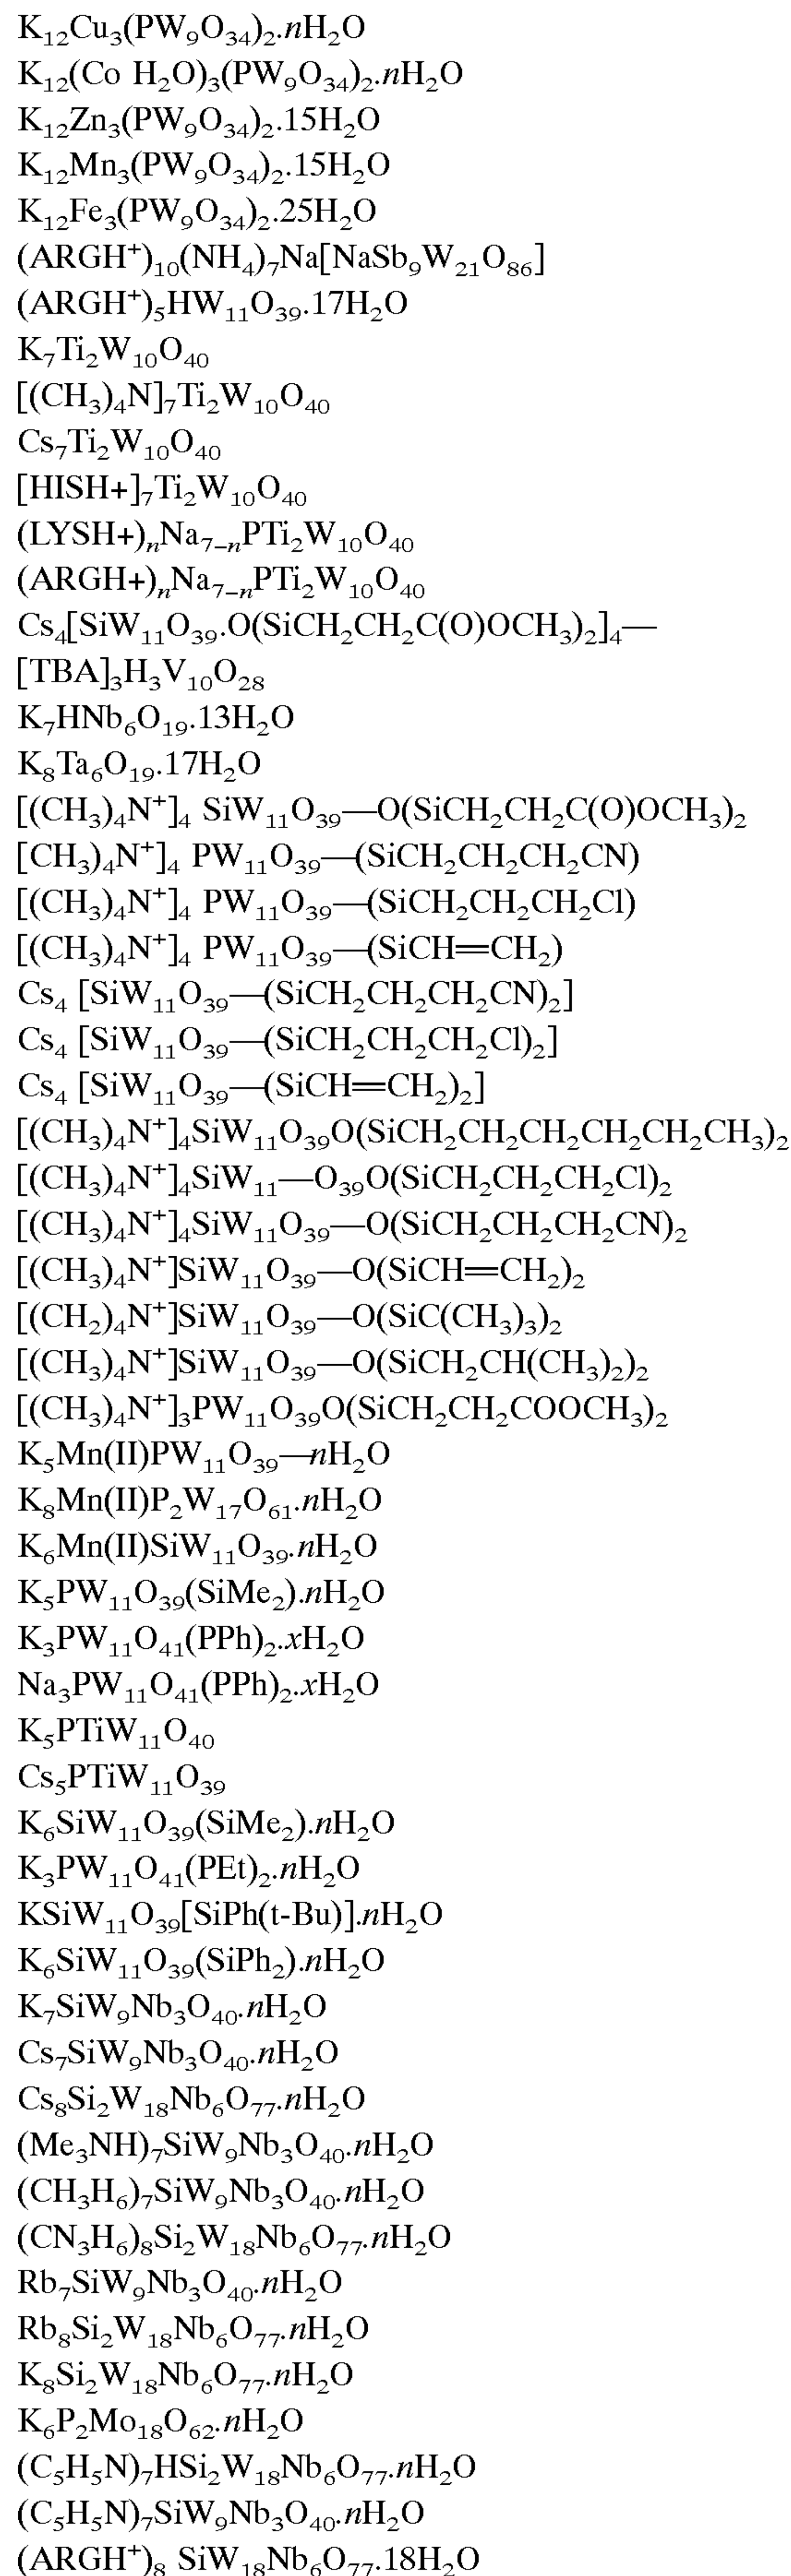 K₁₂Cu₃(PW₉O₃₄)₂.nH₂O
K₁₂(Co H₂O)₃(PW₉O₃₄)₂.nH₂O
K₁₂Zn₃(PW₉O₃₄)₂.15H₂O
K₁₂Mn₃(PW₉O₃₄)₂.15H₂O
K₁₂Fe₃(PW₉O₃₄)₂.25H₂O
(ARGH⁺)₁₀(NH₄)₇Na[NaSb₉W₂₁O₈₆]
(ARGH⁺)₅HW₁₁O₃₉.17H₂O
K₇Ti₂W₁₀O₄₀
[(CH₃)₄N]₇Ti₂W₁₀O₄₀
Cs₇Ti₂W₁₀O₄₀
[HISH+]₇Ti₂W₁₀O₄₀
(LYSH+)ₙNa₇₋ₙPTi₂W₁₀O₄₀
(ARGH+)ₙNa₇₋ₙPTi₂W₁₀O₄₀
Cs₄[SiW₁₁O₃₉.O(SiCH₂CH₂C(O)OCH₃)₂]₄—
[TBA]₃H₃V₁₀O₂₈
K₇HNb₆O₁₉.13H₂O
K₈Ta₆O₁₉.17H₂O
[(CH₃)₄N⁺]₄ SiW₁₁O₃₉—O(SiCH₂CH₂C(O)OCH₃)₂
[CH₃)₄N⁺]₄ PW₁₁O₃₉—(SiCH₂CH₂CH₂CN)
[(CH₃)₄N⁺]₄ PW₁₁O₃₉—(SiCH₂CH₂CH₂Cl)
[(CH₃)₄N⁺]₄ PW₁₁O₃₉—(SiCH=CH₂)
Cs₄ [SiW₁₁O₃₉—(SiCH₂CH₂CH₂CN)₂]
Cs₄ [SiW₁₁O₃₉—(SiCH₂CH₂CH₂Cl)₂]
Cs₄ [SiW₁₁O₃₉—(SiCH=CH₂)₂]
[(CH₃)₄N⁺]₄SiW₁₁O₃₉O(SiCH₂CH₂CH₂CH₂CH₂CH₃)₂
[(CH₃)₄N⁺]₄SiW₁₁—O₃₉O(SiCH₂CH₂CH₂Cl)₂
[(CH₃)₄N⁺]₄SiW₁₁O₃₉—O(SiCH₂CH₂CH₂CN)₂
[(CH₃)₄N⁺]SiW₁₁O₃₉—O(SiCH=CH₂)₂
[(CH₂)₄N⁺]SiW₁₁O₃₉—O(SiC(CH₃)₃)₂
[(CH₃)₄N⁺]SiW₁₁O₃₉—O(SiCH₂CH(CH₃)₂)₂
[(CH₃)₄N⁺]₃PW₁₁O₃₉O(SiCH₂CH₂COOCH₃)₂
K₅Mn(II)PW₁₁O₃₉—nH₂O
K₈Mn(II)P₂W₁₇O₆₁.nH₂O
K₆Mn(II)SiW₁₁O₃₉.nH₂O
K₅PW₁₁O₃₉(SiMe₂).nH₂O
K₃PW₁₁O₄₁(PPh)₂.xH₂O
Na₃PW₁₁O₄₁(PPh)₂.xH₂O
K₅PTiW₁₁O₄₀
Cs₅PTiW₁₁O₃₉
K₆SiW₁₁O₃₉(SiMe₂).nH₂O
K₃PW₁₁O₄₁(PEt)₂.nH₂O
KSiW₁₁O₃₉[SiPh(t-Bu)].nH₂O
K₆SiW₁₁O₃₉(SiPh₂).nH₂O
K₇SiW₉Nb₃O₄₀.nH₂O
Cs₇SiW₉Nb₃O₄₀.nH₂O
Cs₈Si₂W₁₈Nb₆O₇₇.nH₂O
(Me₃NH)₇SiW₉Nb₃O₄₀.nH₂O
(CH₃H₆)₇SiW₉Nb₃O₄₀.nH₂O
(CN₃H₆)₈Si₂W₁₈Nb₆O₇₇.nH₂O
Rb₇SiW₉Nb₃O₄₀.nH₂O
Rb₈Si₂W₁₈Nb₆O₇₇.nH₂O
K₈Si₂W₁₈Nb₆O₇₇.nH₂O
K₆P₂Mo₁₈O₆₂.nH₂O
(C₅H₅N)₇HSi₂W₁₈Nb₆O₇₇.nH₂O
(C₅H₅N)₇SiW₉Nb₃O₄₀.nH₂O
(ARGH⁺)₈ SiW₁₈Nb₆O₇₇.18H₂O